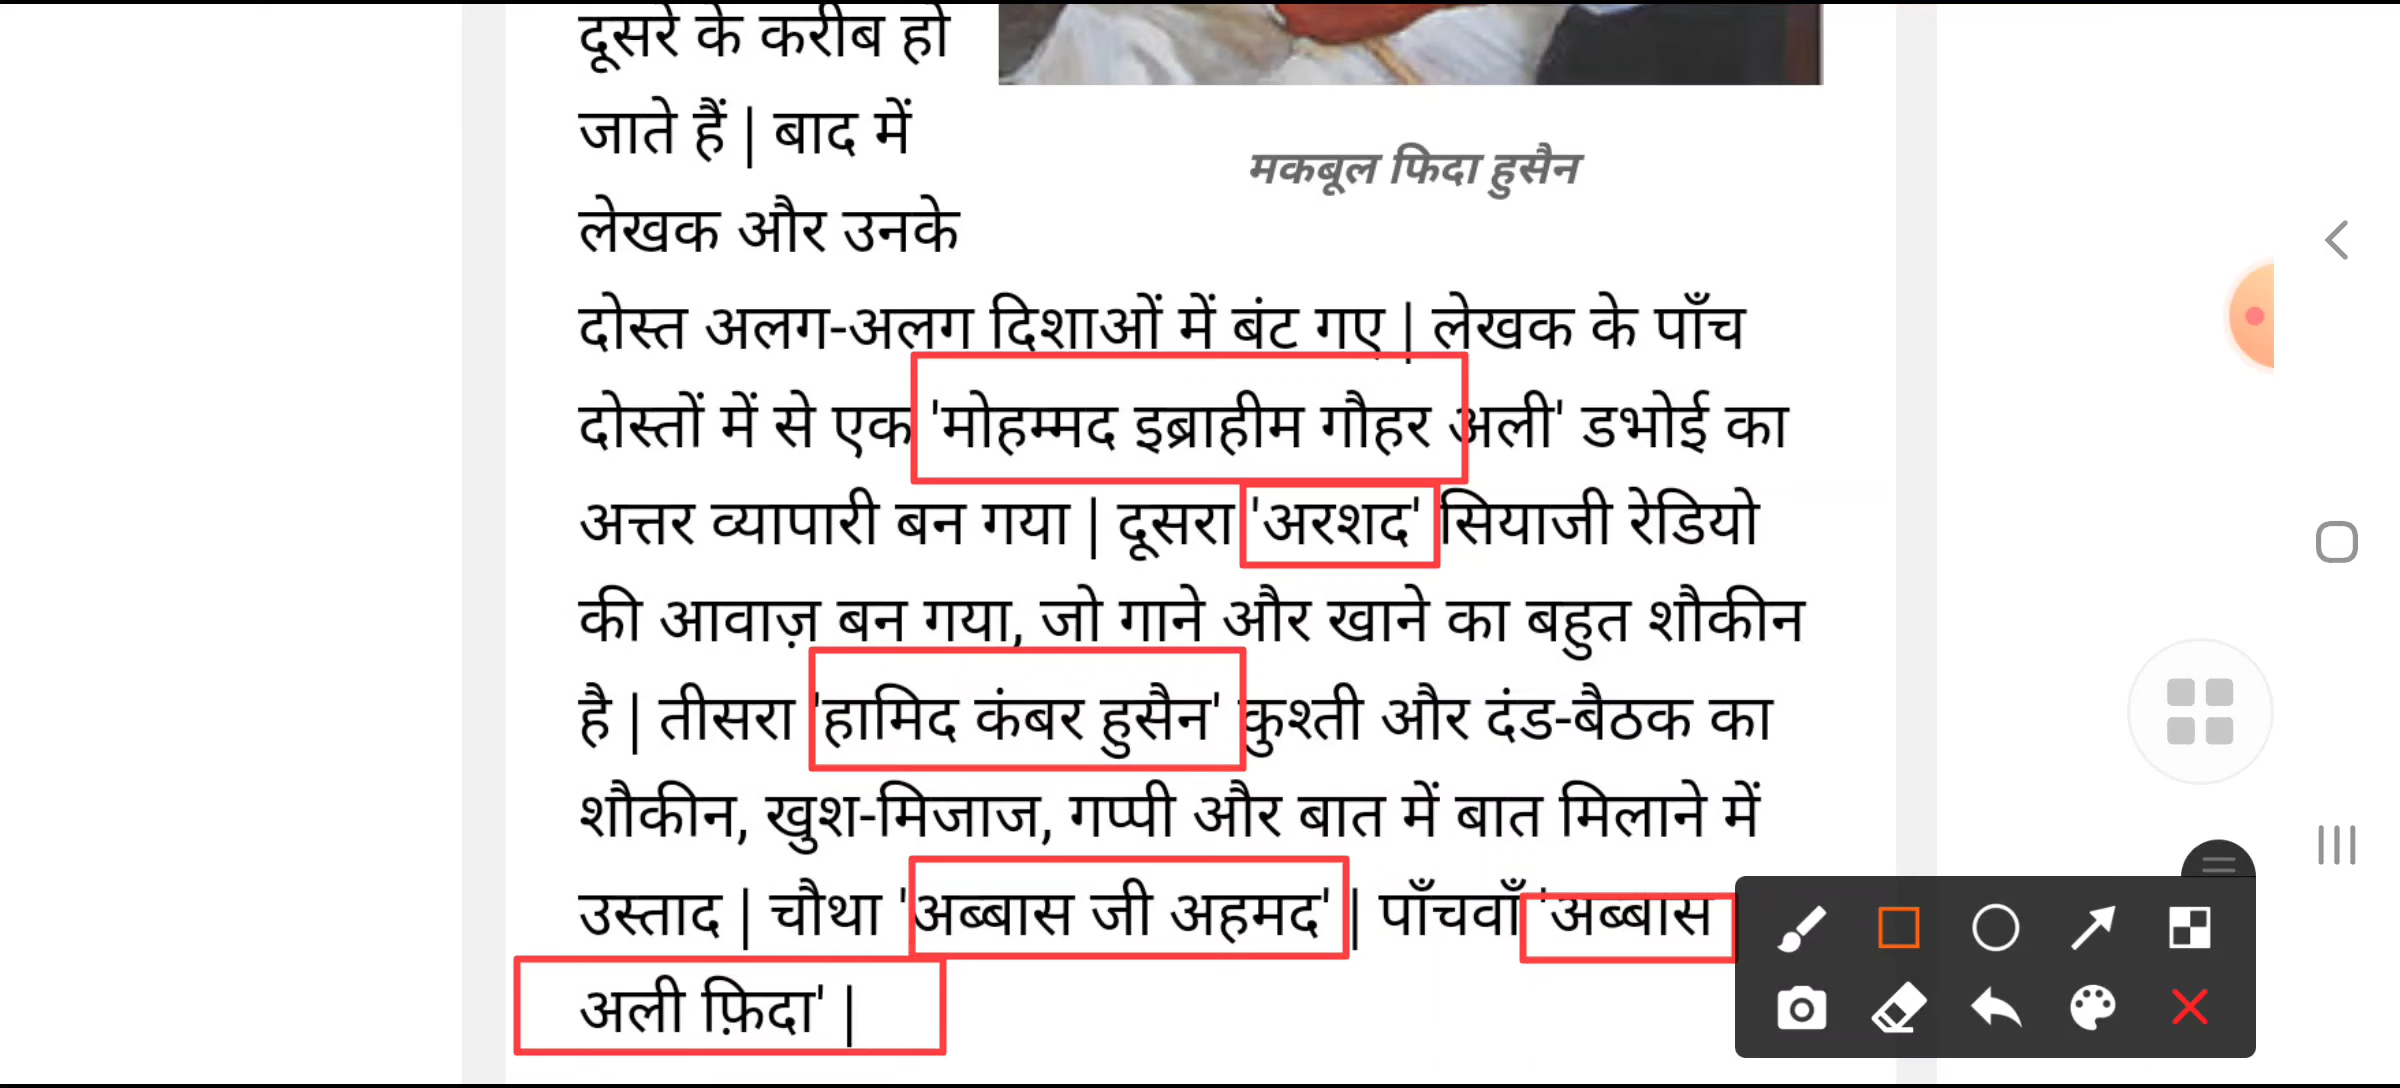 दूसरे के करीब हो
जाते हैं | बाद में
लेखक और उनके
मकबूल फिदा हुसैन
दोस्त अलग-अलग दिशाओं में बंट गए | लेखक के पाँच
दोस्तों में से एक 'मोहम्मद इब्राहीम गौहर अली' डभोई का
अत्तर व्यापारी बन गया | दूसरा 'अरशद' सियाजी रेडियो
की आवाज़ बन गया, जो गाने और खाने का बहुत शौकीन
है | तीसरा 'हामिद कंबर हुसैन' कुश्ती और दंड-बैठक का
शौकीन, खुश-मिजाज, गप्पी और बात में बात मिलाने में
उस्ताद | चौथा 'अब्बास जी अहमद' | पाँचवाँ 'अब्बास
अली फ़िदा' |